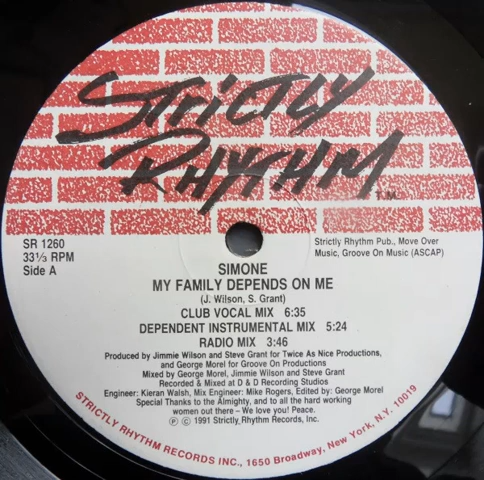 STRICTLY
RHYTHM T.M.
SR 1260
33⅓ RPM
Side A
Strictly Rhythm Pub., Move Over
Music, Groove On Music (ASCAP)
SIMONE
MY FAMILY DEPENDS ON ME
(J. Wilson, S. Grant)
CLUB VOCAL MIX 6:35
DEPENDENT INSTRUMENTAL MIX 5:24
RADIO MIX 3:46
Produced by Jimmie Wilson and Steve Grant for Twice As Nice Productions,
and George Morel for Groove On Productions
Mixed by George Morel, Jimmie Wilson and Steve Grant
Recorded & Mixed at D & D Recording Studios
Engineer: Kieran Walsh, Mix Engineer: Mike Rogers, Edited by: George Morel
Special Thanks to the Almighty, and to all the hard working
women out there – We love you! Peace.
Ⓟ © 1991 Strictly Rhythm Records, Inc.
STRICTLY RHYTHM RECORDS INC., 1650 Broadway, New York, N.Y. 10019